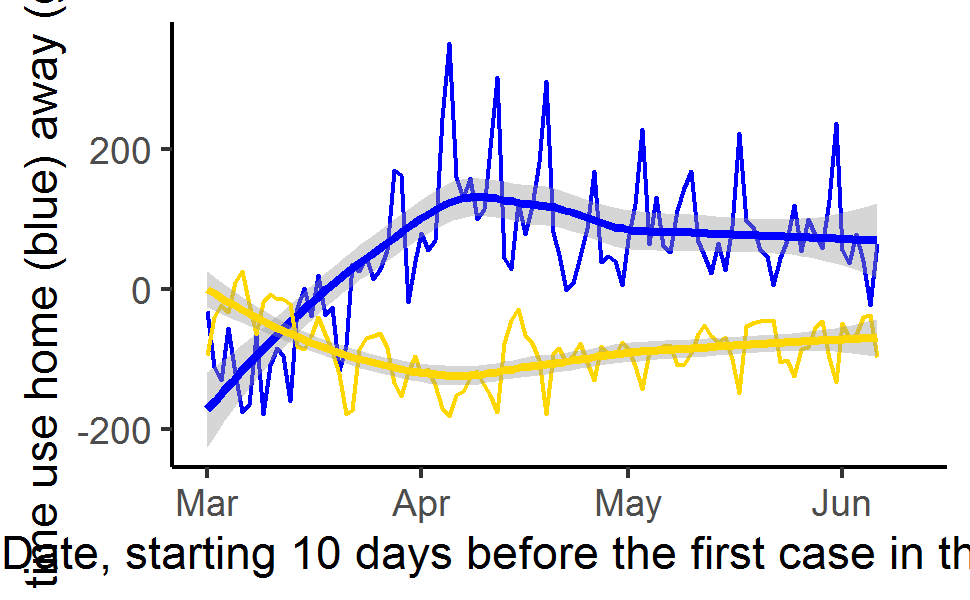 time use home (blue) away (
200
0
-200
Mar Apr May Jun
Date, starting 10 days before the first case in th